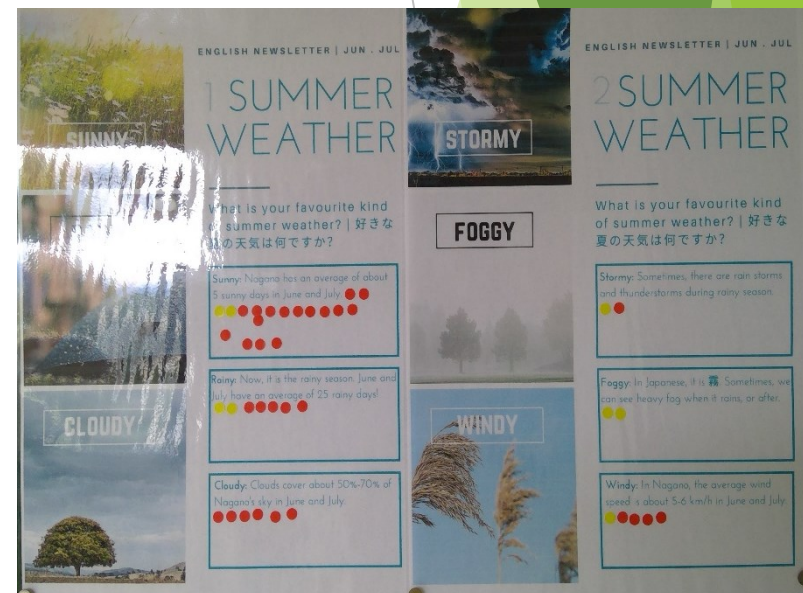 SUNNY
CLOUDY
ENGLISH NEWSLETTER | JUN . JUL
1 SUMMER
WEATHER
What is your favourite kind
of summer weather? | 好きな
夏の天気は何ですか?
Sunny: Nagano has an average of about
5 sunny days in June and July.
Rainy: Now, it is the rainy season. June and
July have an average of 25 rainy days!
Cloudy: Clouds cover about 50%-70% of
Nagano's sky in June and July.
STORMY
FOGGY
WINDY
ENGLISH NEWSLETTER | JUN . JUL
2 SUMMER
WEATHER
What is your favourite kind
of summer weather? | 好きな
夏の天気は何ですか?
Stormy: Sometimes, there are rain storms
and thunderstorms during rainy season.
Foggy: In Japanese, it is 霧. Sometimes, we
can see heavy fog when it rains, or after.
Windy: In Nagano, the average wind
speed is about 5-6 km/h in June and July.